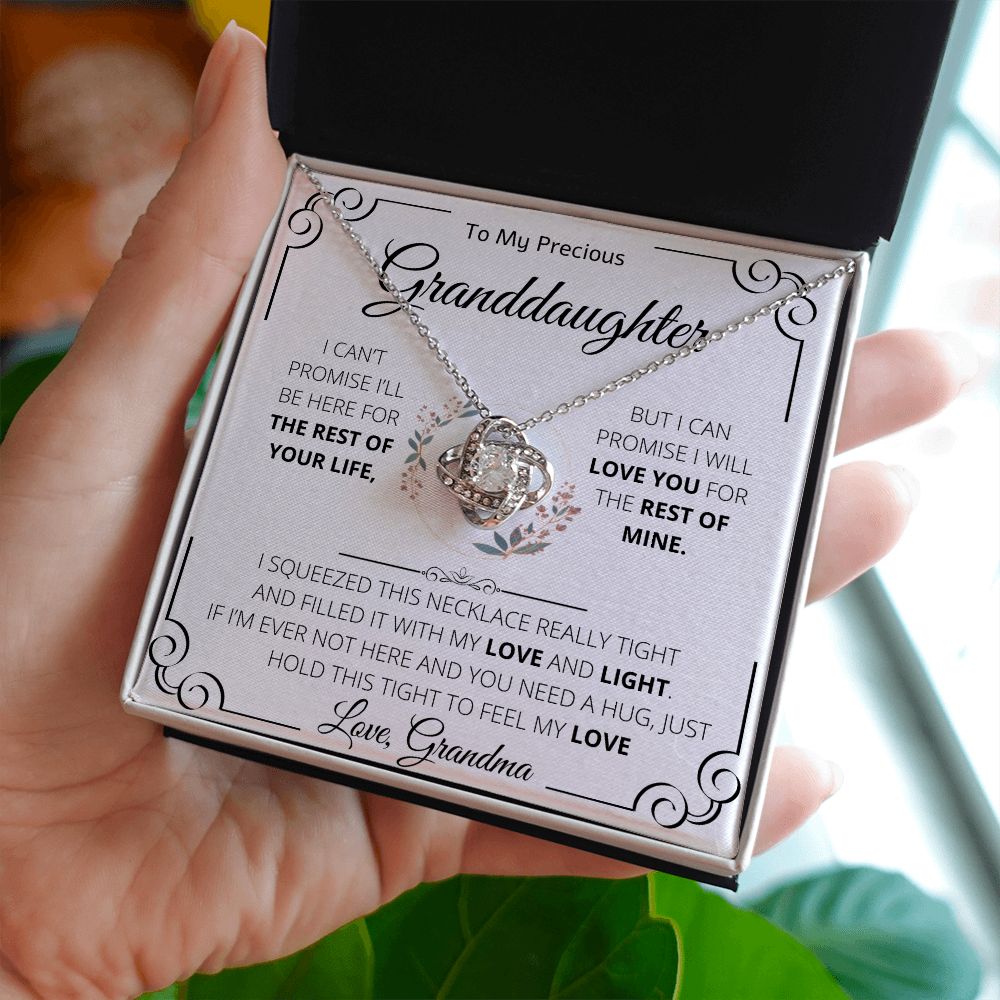 To My Precious
Granddaughter
I CAN'T
PROMISE I'LL
BE HERE FOR
THE REST OF
YOUR LIFE,
BUT I CAN
PROMISE I WILL
LOVE YOU FOR
THE REST OF
MINE.
I SQUEEZED THIS NECKLACE REALLY TIGHT
AND FILLED IT WITH MY LOVE AND LIGHT.
IF I'M EVER NOT HERE AND YOU NEED A HUG, JUST
HOLD THIS TIGHT TO FEEL MY LOVE
Love, Grandma